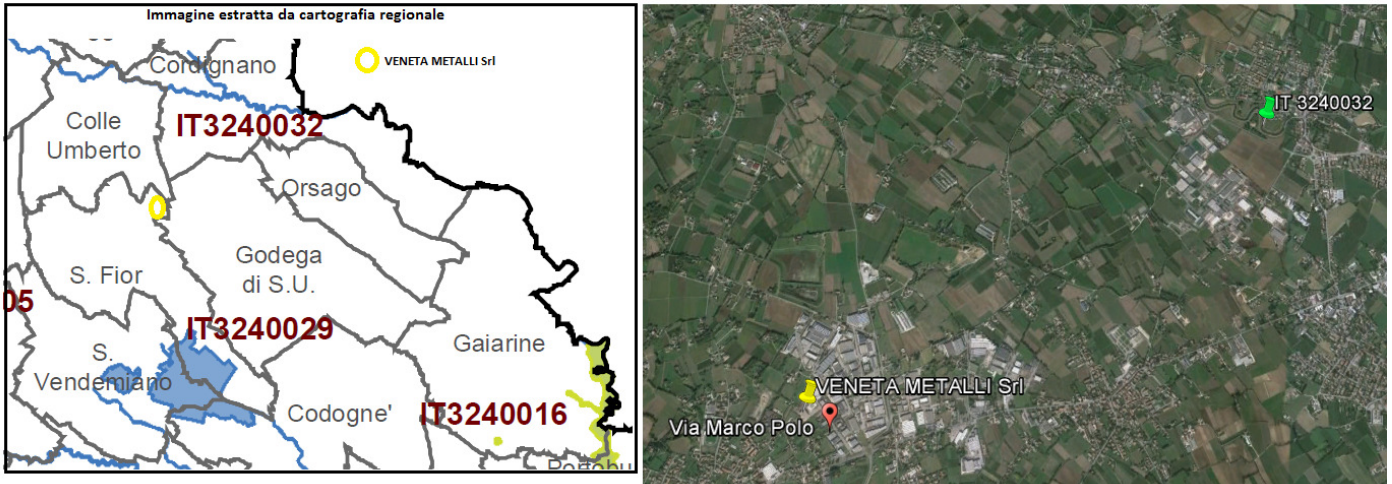 Immagine estratta da cartografia regionale
Cordignano
VENETA METALLI Srl
Colle
Umberto
IT3240032
Orsago
S. Fior
Godega
di S.U.
05
IT3240029
Gaiarine
S.
Vendemiano
Codogne'
IT3240016
Portobu
IT 3240032
VENETA METALLI Srl
Via Marco Polo